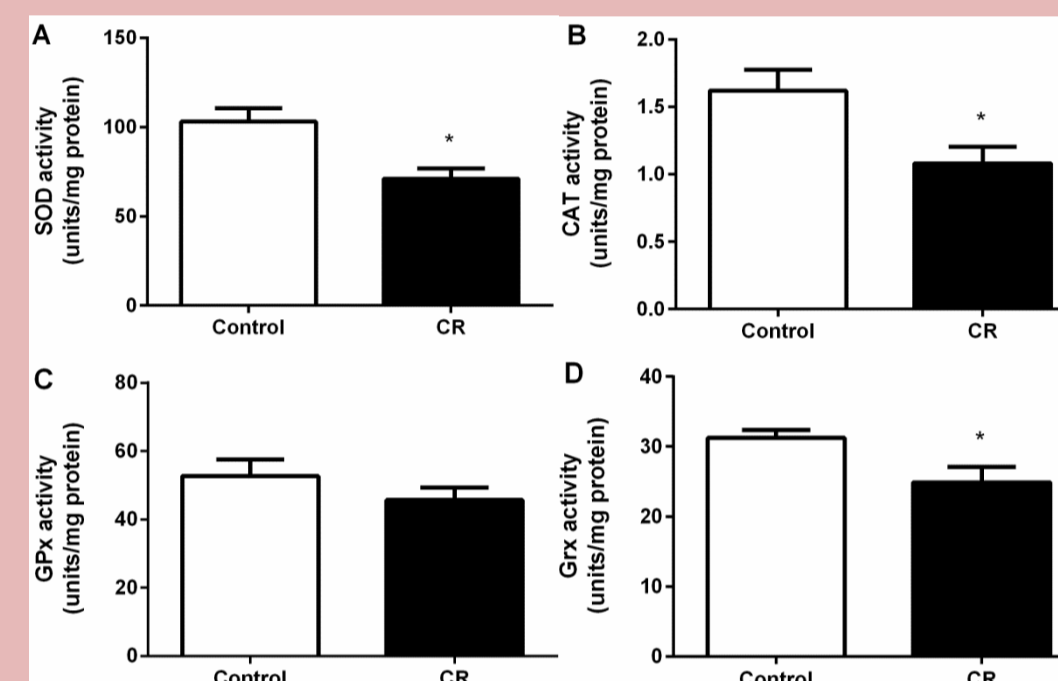 A
SOD activity
(units/mg protein)
150
100
50
0
*
Control CR
B
CAT activity
(units/mg protein)
2.0
1.5
1.0
0.5
0.0
*
Control CR
C
GPx activity
(units/mg protein)
80
60
40
20
0
Control CR
D
Grx activity
(units/mg protein)
40
30
20
10
0
*
Control CR